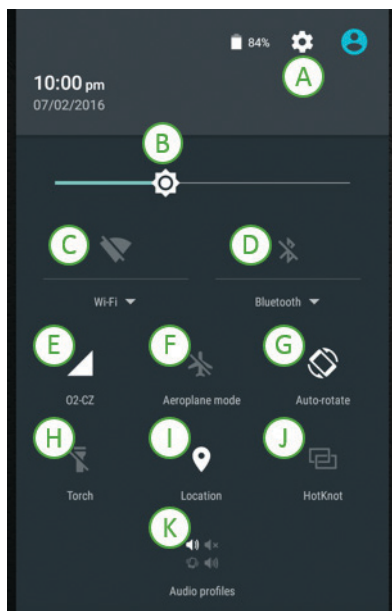 84%
A
10:00 pm
07/02/2016
B
C
D
Wi-Fi
Bluetooth
E
F
G
O2-CZ
Aeroplane mode
Auto-rotate
H
I
J
Torch
Location
HotKnot
K
Audio profiles